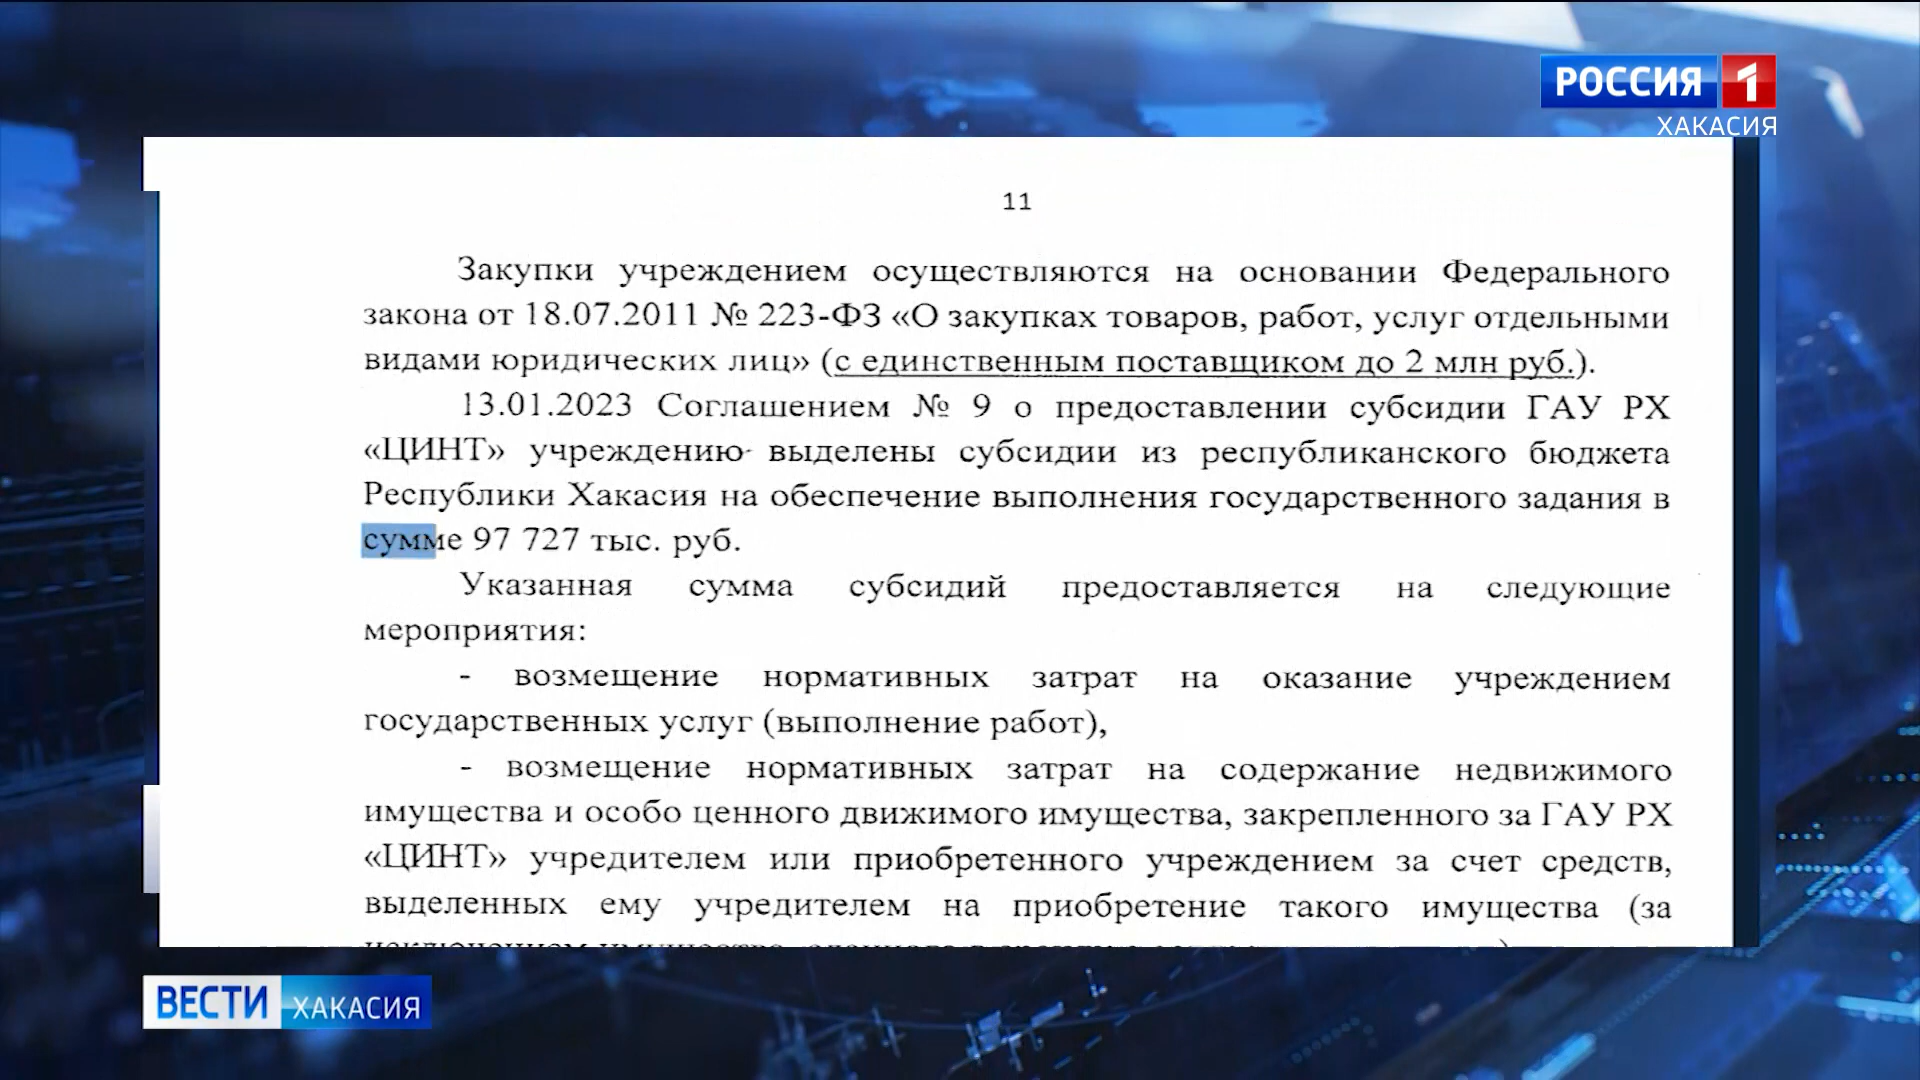 РОССИЯ 1
ХАКАСИЯ
11
Закупки учреждением осуществляются на основании Федерального
закона от 18.07.2011 № 223-ФЗ «О закупках товаров, работ, услуг отдельными
видами юридических лиц» (с единственным поставщиком до 2 млн руб.).
13.01.2023 Соглашением № 9 о предоставлении субсидии ГАУ РХ
«ЦИНТ» учреждению выделены субсидии из республиканского бюджета
Республики Хакасия на обеспечение выполнения государственного задания в
сумме 97 727 тыс. руб.
Указанная сумма субсидий предоставляется на следующие
мероприятия:
- возмещение нормативных затрат на оказание учреждением
государственных услуг (выполнение работ),
- возмещение нормативных затрат на содержание недвижимого
имущества и особо ценного движимого имущества, закрепленного за ГАУ РХ
«ЦИНТ» учредителем или приобретенного учреждением за счет средств,
выделенных ему учредителем на приобретение такого имущества (за
ВЕСТИ ХАКАСИЯ